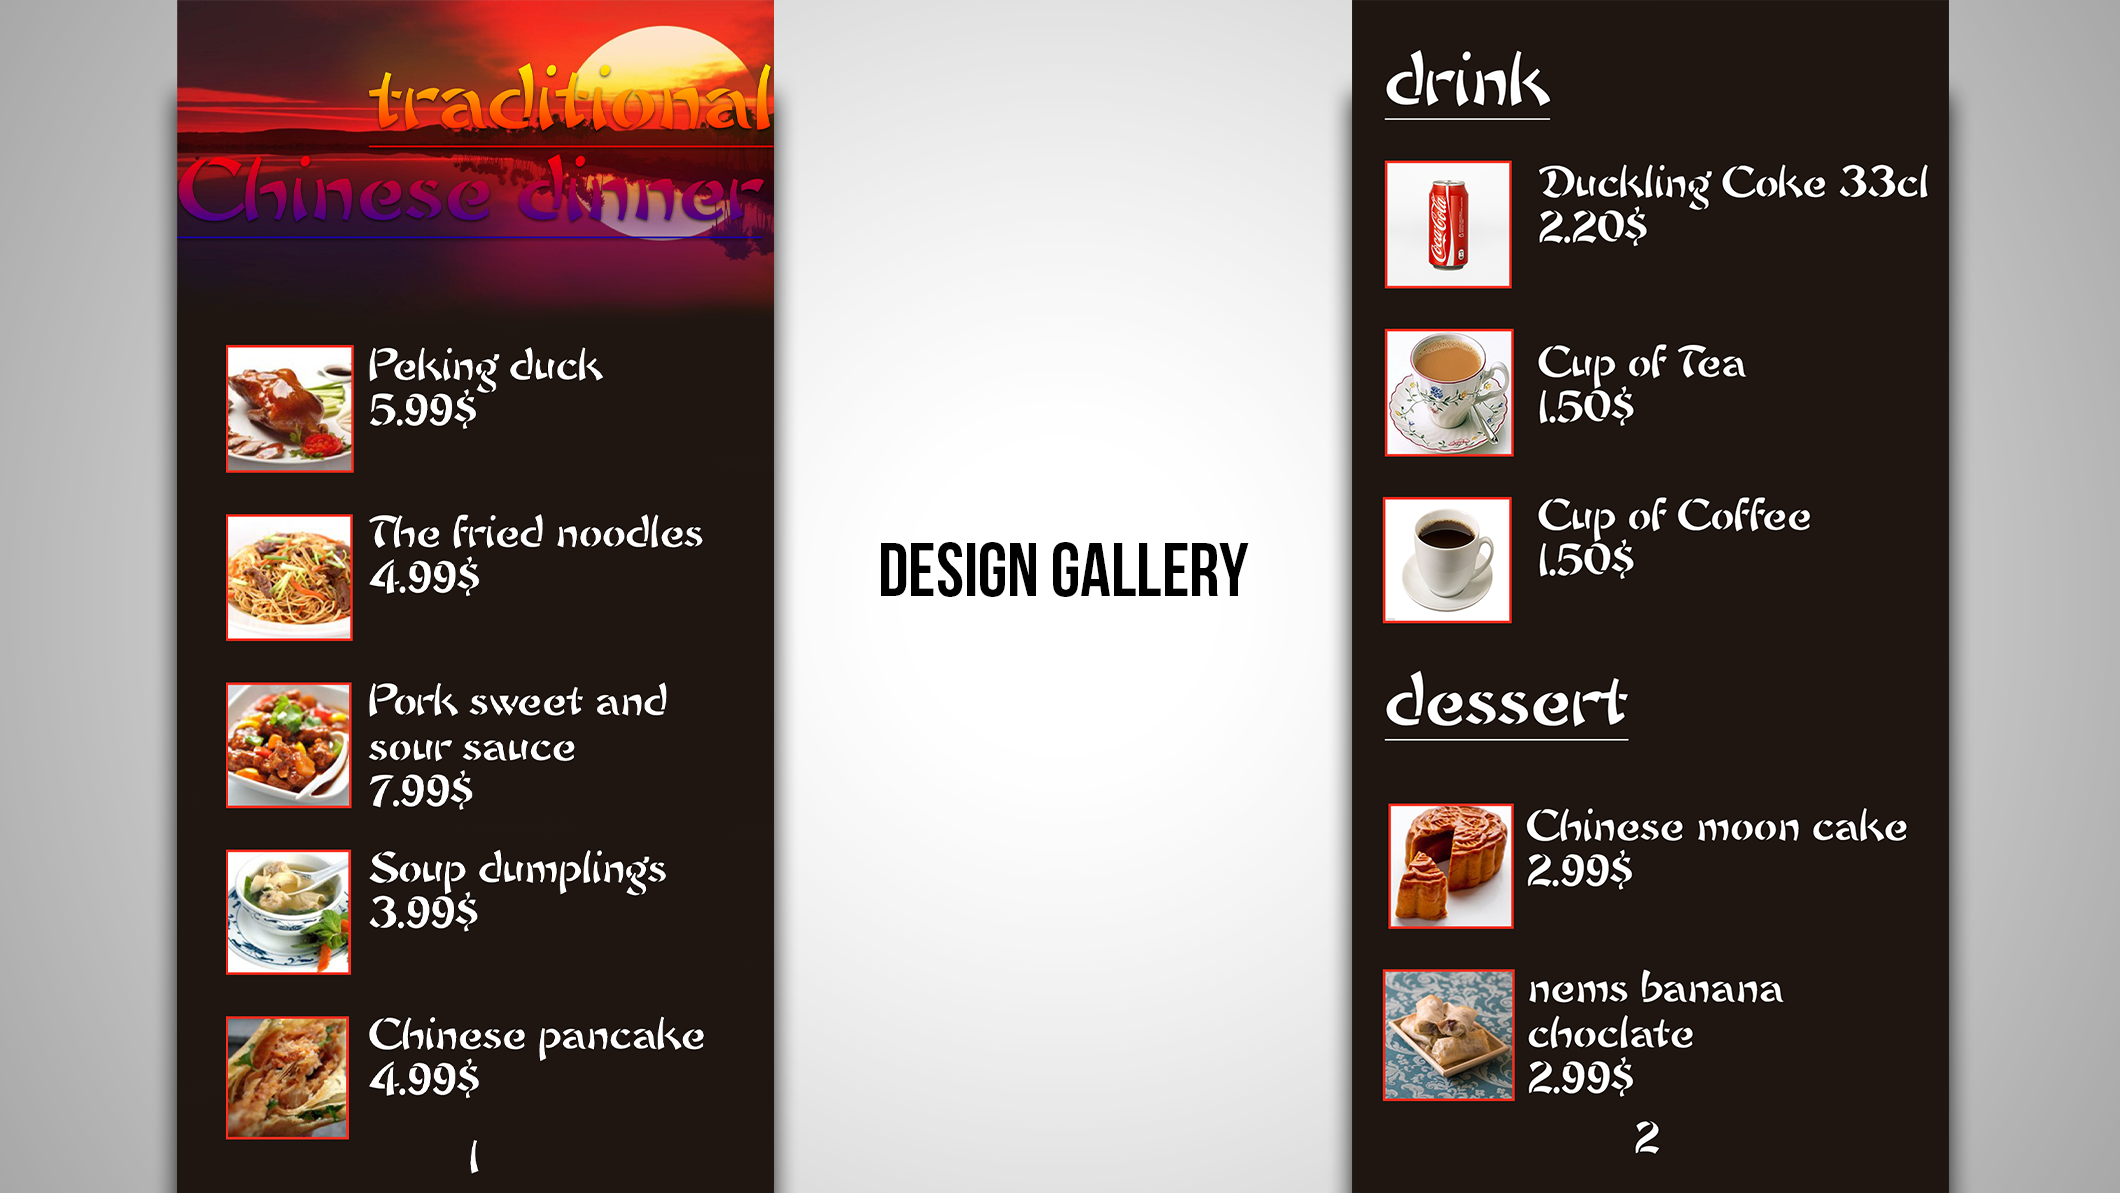 traditional
Chinese dinner
Peking duck
5.99$
The fried noodles
4.99$
Pork sweet and
sour sauce
7.99$
Soup dumplings
3.99$
Chinese pancake
4.99$
1
DESIGN GALLERY
drink
Coca-Cola
Duckling Coke 33cl
2.20$
Cup of Tea
1.50$
Cup of Coffee
1.50$
dessert
Chinese moon cake
2.99$
nems banana
choclate
2.99$
2